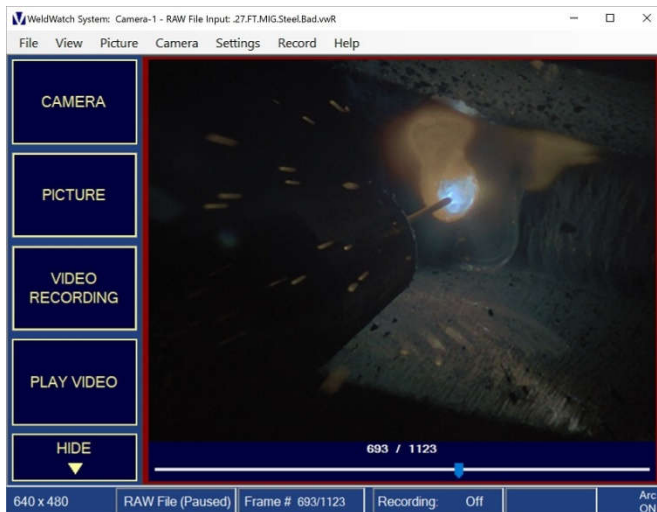 WeldWatch System: Camera-1 - RAW File Input: .27.FT.MIG.Steel.Bad.vwR
File View Picture Camera Settings Record Help
CAMERA
PICTURE
VIDEO
RECORDING
PLAY VIDEO
HIDE
693 / 1123
640 x 480 RAW File (Paused) Frame # 693/1123 Recording: Off Arc
ON